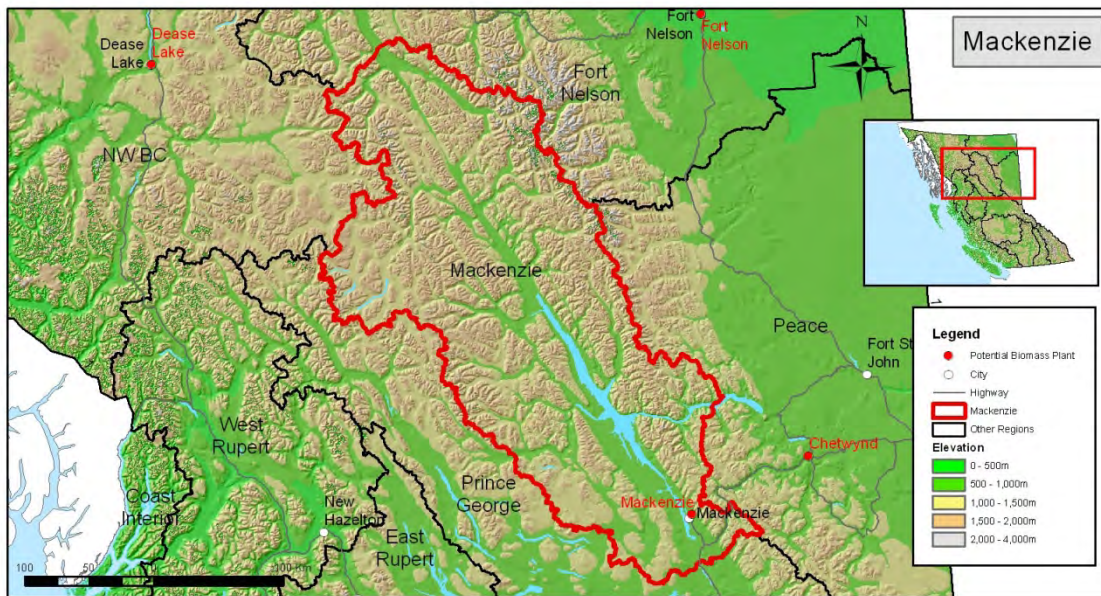 Mackenzie
Dease
Lake
Dease
Lake
Fort
Nelson
Fort
Nelson
N
Fort
Nelson
NW BC
Mackenzie
Peace
Fort St
John
West
Rupert
Chetwynd
Prince
George
Mackenzie
Mackenzie
Coast
Interior
New
Hazelton
East
Rupert
100
50
100 Km
Legend
Potential Biomass Plant
City
Highway
Mackenzie
Other Regions
Elevation
0 - 500m
500 - 1,000m
1,000 - 1,500m
1,500 - 2,000m
2,000 - 4,000m